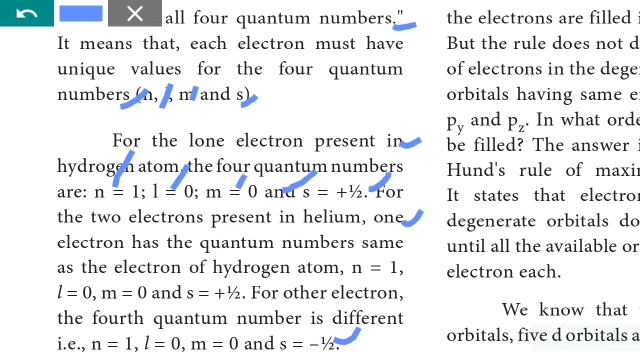 all four quantum numbers."
It means that, each electron must have
unique values for the four quantum
numbers (n, l, m and s).
For the lone electron present in
hydrogen atom, the four quantum numbers
are: n = 1; l = 0; m = 0 and s = +½. For
the two electrons present in helium, one
electron has the quantum numbers same
as the electron of hydrogen atom, n = 1,
l = 0, m = 0 and s = +½. For other electron,
the fourth quantum number is different
i.e., n = 1, l = 0, m = 0 and s = –½.
the electrons are filled
But the rule does not
of electrons in the
orbitals having same
py and pz. In what
be filled? The answer
Hund's rule of
It states that
degenerate orbitals
until all the available
electron each.
We know that
orbitals, five d orbitals